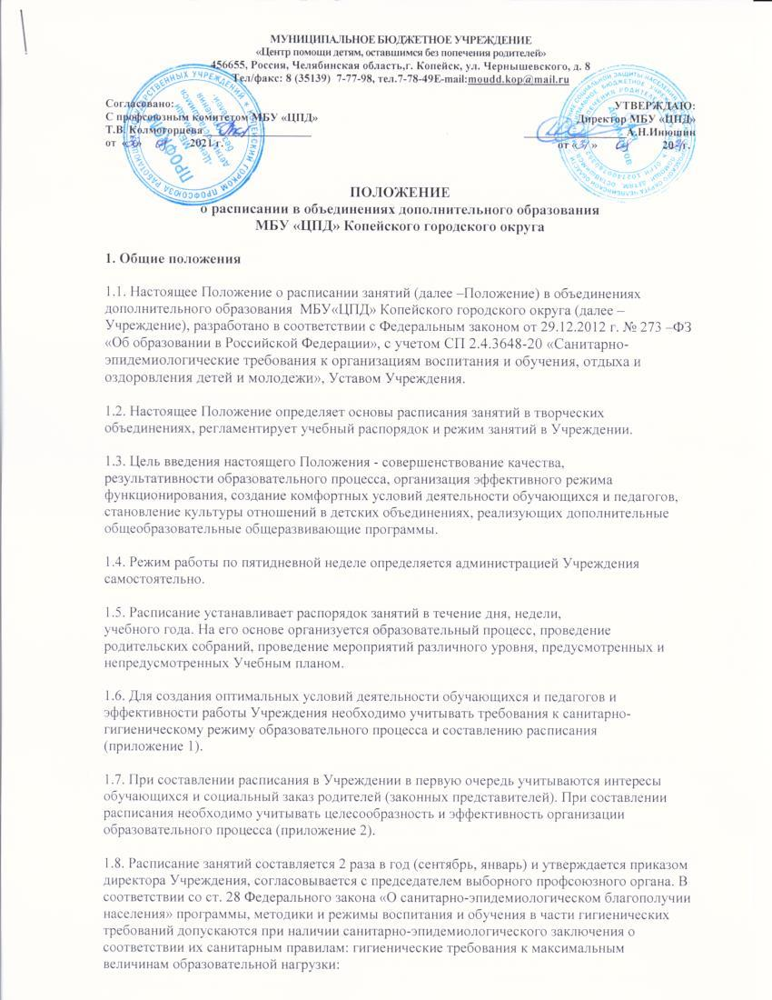 МУНИЦИПАЛЬНОЕ БЮДЖЕТНОЕ УЧРЕЖДЕНИЕ
«Центр помощи детям, оставшимся без попечения родителей»
456655, Россия, Челябинская область,г. Копейск, ул. Чернышевского, д. 8
Тел/факс: 8 (35139) 7-77-98, тел.7-78-49E-mail:moudd.kop@mail.ru
Согласовано:
С профсоюзным комитетом МБУ «ЦПД»
Т.В. Колмогорцева
от « » 2021 г.
УТВЕРЖДАЮ:
Директор МБУ «ЦПД»
А.Н.Инюшин
от «31» 2021г.
ПОЛОЖЕНИЕ
о расписании в объединениях дополнительного образования
МБУ «ЦПД» Копейского городского округа
1. Общие положения
1.1. Настоящее Положение о расписании занятий (далее –Положение) в объединениях
дополнительного образования МБУ«ЦПД» Копейского городского округа (далее –
Учреждение), разработано в соответствии с Федеральным законом от 29.12.2012 г. № 273 –ФЗ
«Об образовании в Российской Федерации», с учетом СП 2.4.3648-20 «Санитарно-
эпидемиологические требования к организациям воспитания и обучения, отдыха и
оздоровления детей и молодежи», Уставом Учреждения.
1.2. Настоящее Положение определяет основы расписания занятий в творческих
объединениях, регламентирует учебный распорядок и режим занятий в Учреждении.
1.3. Цель введения настоящего Положения - совершенствование качества,
результативности образовательного процесса, организация эффективного режима
функционирования, создание комфортных условий деятельности обучающихся и педагогов,
становление культуры отношений в детских объединениях, реализующих дополнительные
общеобразовательные общеразвивающие программы.
1.4. Режим работы по пятидневной неделе определяется администрацией Учреждения
самостоятельно.
1.5. Расписание устанавливает распорядок занятий в течение дня, недели,
учебного года. На его основе организуется образовательный процесс, проведение
родительских собраний, проведение мероприятий различного уровня, предусмотренных и
непредусмотренных Учебным планом.
1.6. Для создания оптимальных условий деятельности обучающихся и педагогов и
эффективности работы Учреждения необходимо учитывать требования к санитарно-
гигиеническому режиму образовательного процесса и составлению расписания
(приложение 1).
1.7. При составлении расписания в Учреждении в первую очередь учитываются интересы
обучающихся и социальный заказ родителей (законных представителей). При составлении
расписания необходимо учитывать целесообразность и эффективность организации
образовательного процесса (приложение 2).
1.8. Расписание занятий составляется 2 раза в год (сентябрь, январь) и утверждается приказом
директора Учреждения, согласовывается с председателем выборного профсоюзного органа. В
соответствии со ст. 28 Федерального закона «О санитарно-эпидемиологическом благополучии
населения» программы, методики и режимы воспитания и обучения в части гигиенических
требований допускаются при наличии санитарно-эпидемиологического заключения о
соответствии их санитарным правилам: гигиенические требования к максимальным
величинам образовательной нагрузки: